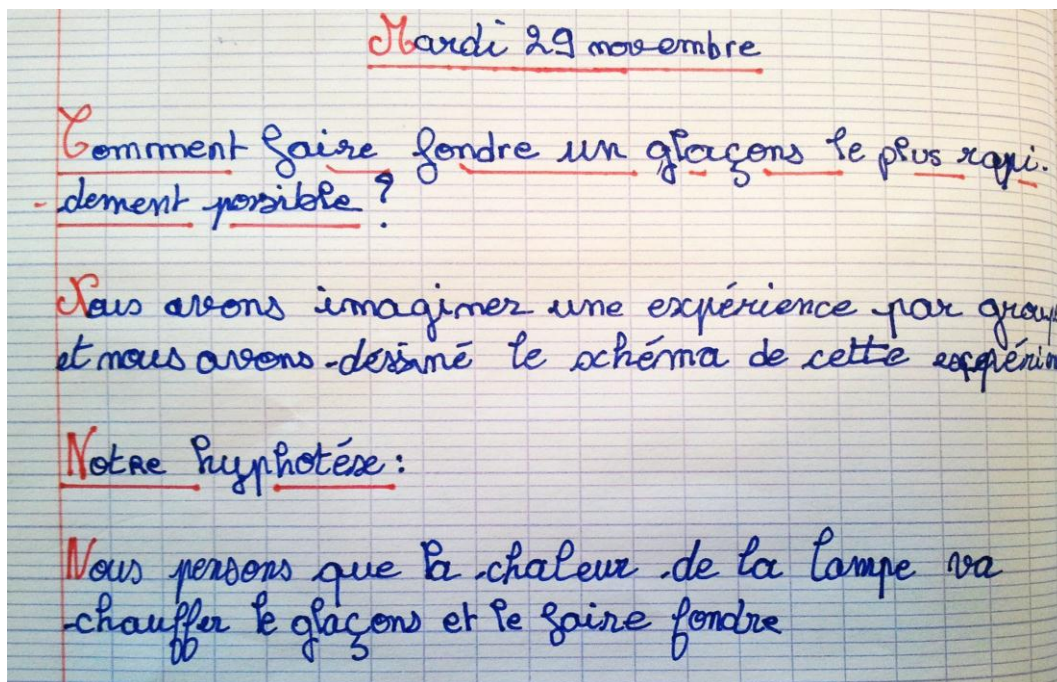 Mardi 29 novembre
Comment faire fondre un glaçons le plus rapi-
-dement possible ?
Nous avons imaginer une expérience par group
et nous avons dessiné le schéma de cette expérien
Notre hyphotése :
Nous pensons que la chaleur de la lampe va
chauffer le glaçons et le faire fondre